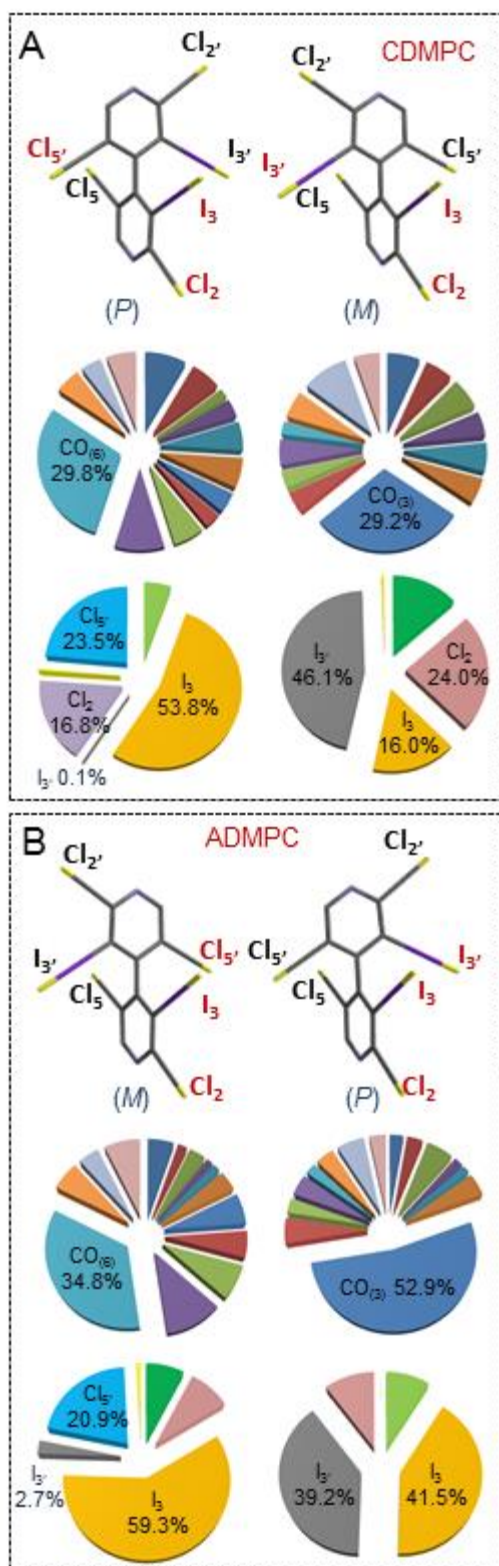 A
CDMPC
Cl2'
Cl2'
Cl5'
Cl5
I3'
I3
I3'
Cl5
Cl5'
I3
Cl2
Cl2
(P)
(M)
CO(6)
29.8%
CO(3)
29.2%
Cl5'
23.5%
I3
53.8%
Cl2
16.8%
I3' 0.1%
I3'
46.1%
Cl2
24.0%
I3
16.0%
B
ADMPC
Cl2'
Cl2'
I3'
Cl5
Cl5'
I3
Cl5'
Cl5
I3'
I3
Cl2
Cl2
(M)
(P)
CO(6)
34.8%
CO(3) 52.9%
Cl5'
20.9%
I3'
2.7%
I3
59.3%
I3'
39.2%
I3
41.5%